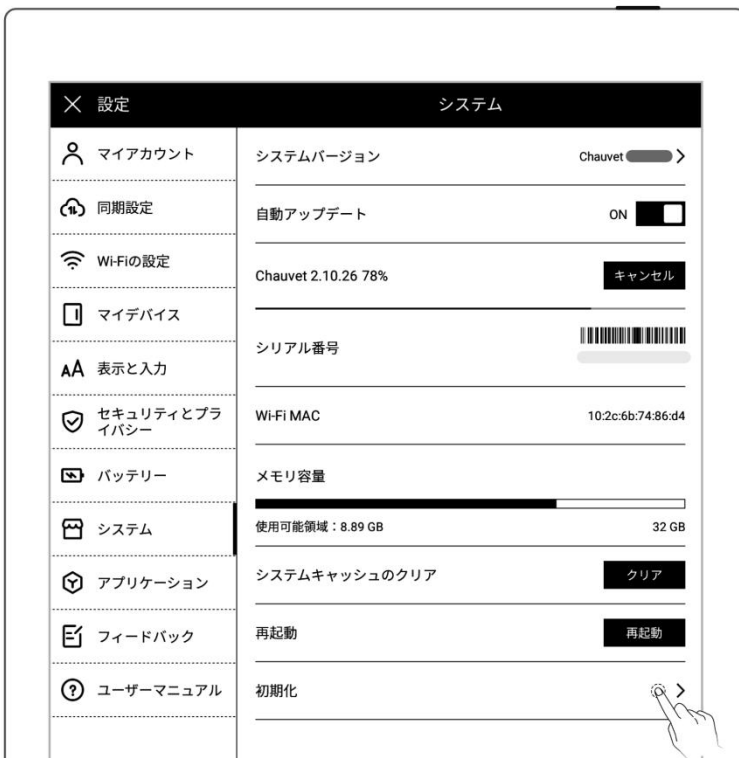 設定
システム
マイアカウント
同期設定
Wi-Fiの設定
マイデバイス
AA 表示と入力
セキュリティとプラ
イバシー
バッテリー
システム
アプリケーション
フィードバック
ユーザーマニュアル
システムバージョン
Chauvet
自動アップデート
ON
Chauvet 2.10.26 78%
キャンセル
シリアル番号
Wi-Fi MAC
10:2c:6b:74:86:d4
メモリ容量
使用可能領域：8.89 GB
32 GB
システムキャッシュのクリア
クリア
再起動
再起動
初期化